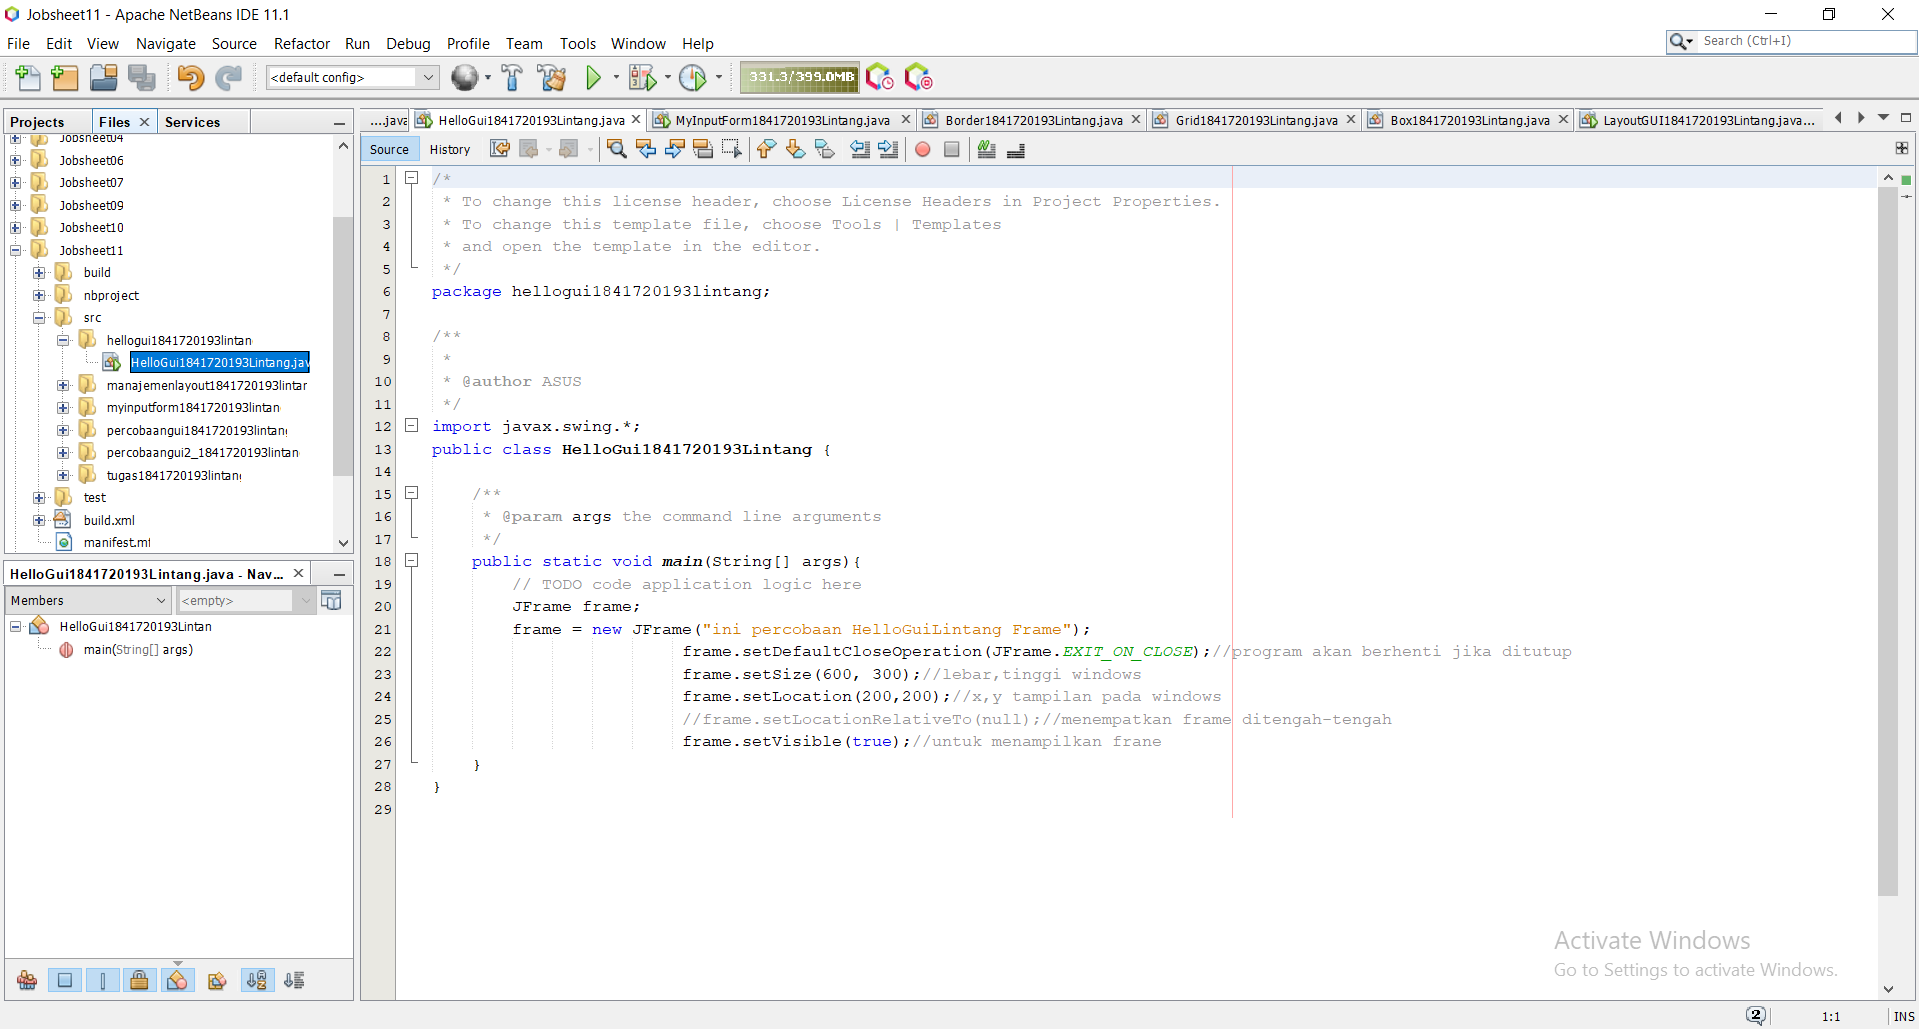 Jobsheet11 - Apache NetBeans IDE 11.1
File Edit View Navigate Source Refactor Run Debug Profile Team Tools Window Help
Search (Ctrl+I)
<default config>
331.3/399.0MB
Projects Files Services
Jobsheet04
Jobsheet06
Jobsheet07
Jobsheet09
Jobsheet10
Jobsheet11
build
nbproject
src
hellogui1841720193lintan
HelloGui1841720193Lintang.jav
manajemenlayout1841720193lintar
myinputform1841720193lintan
percobaangui1841720193lintang
percobaangui2_1841720193lintan
tugas1841720193lintang
test
build.xml
manifest.mf
HelloGui1841720193Lintang.java - Nav...
Members <empty>
HelloGui1841720193Lintan
main(String[] args)
....java HelloGui1841720193Lintang.java MyInputForm1841720193Lintang.java Border1841720193Lintang.java Grid1841720193Lintang.java Box1841720193Lintang.java LayoutGUI1841720193Lintang.java...
Source History
1 /*
2 * To change this license header, choose License Headers in Project Properties.
3 * To change this template file, choose Tools | Templates
4 * and open the template in the editor.
5 */
6 package hellogui1841720193lintang;
7
8 /**
9 *
10 * @author ASUS
11 */
12 import javax.swing.*;
13 public class HelloGui1841720193Lintang {
14
15 /**
16 * @param args the command line arguments
17 */
18 public static void main(String[] args){
19 // TODO code application logic here
20 JFrame frame;
21 frame = new JFrame("ini percobaan HelloGuiLintang Frame");
22 frame.setDefaultCloseOperation(JFrame.EXIT_ON_CLOSE);//program akan berhenti jika ditutup
23 frame.setSize(600, 300);//lebar,tinggi windows
24 frame.setLocation(200,200);//x,y tampilan pada windows
25 //frame.setLocationRelativeTo(null);//menempatkan frame ditengah-tengah
26 frame.setVisible(true);//untuk menampilkan frane
27 }
28 }
29
Activate Windows
Go to Settings to activate Windows.
2 1:1 INS